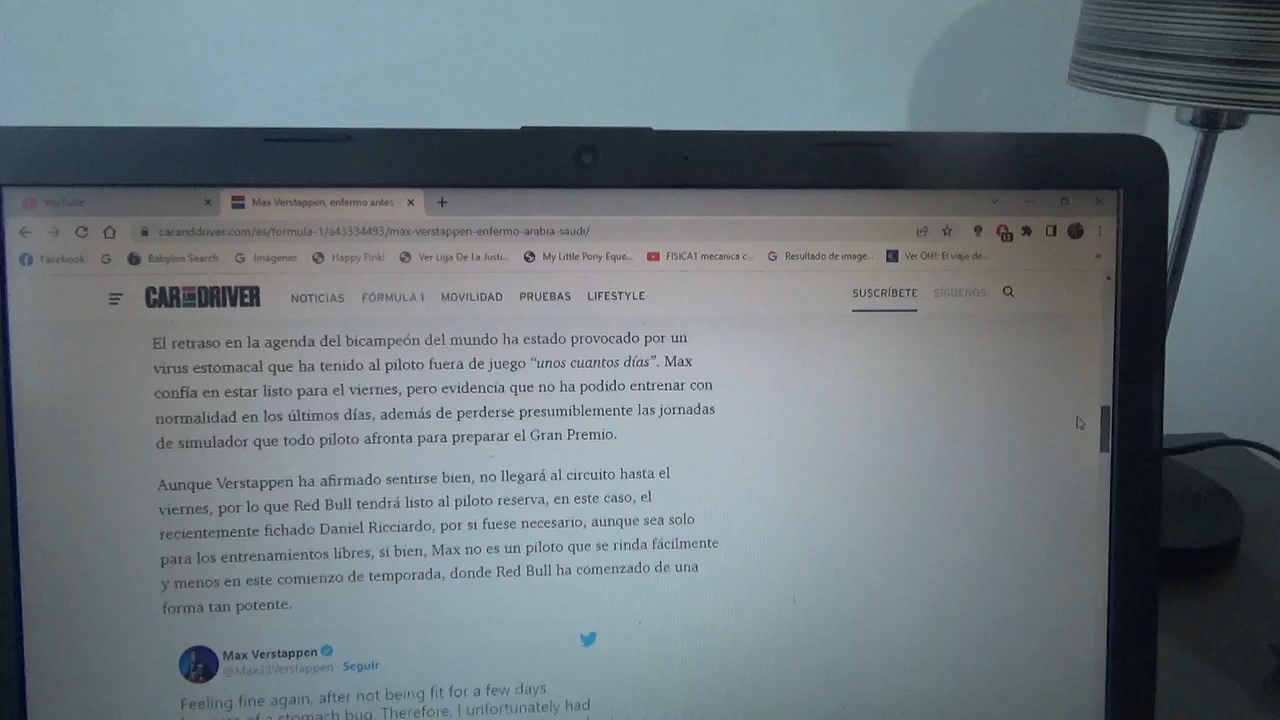 YouTube
Max Verstappen, enfermo antes
caranddriver.com/es/formula-1/a43334493/max-verstappen-enfermo-arabia-saudi/
11
Facebook
Babylon Search
Imágenes
Happy Pink!
Ver Liga De La Justi...
My Little Pony Eque...
FISICA1 mecanica c...
Resultado de image...
Ver Olé!: El viaje de...
CAR AND DRIVER
NOTICIAS
FÓRMULA 1
MOVILIDAD
PRUEBAS
LIFESTYLE
SUSCRÍBETE
SÍGUENOS
El retraso en la agenda del bicampeón del mundo ha estado provocado por un
virus estomacal que ha tenido al piloto fuera de juego “unos cuantos días”. Max
confía en estar listo para el viernes, pero evidencia que no ha podido entrenar con
normalidad en los últimos días, además de perderse presumiblemente las jornadas
de simulador que todo piloto afronta para preparar el Gran Premio.
Aunque Verstappen ha afirmado sentirse bien, no llegará al circuito hasta el
viernes, por lo que Red Bull tendrá listo al piloto reserva, en este caso, el
recientemente fichado Daniel Ricciardo, por si fuese necesario, aunque sea solo
para los entrenamientos libres, si bien, Max no es un piloto que se rinda fácilmente
y menos en este comienzo de temporada, donde Red Bull ha comenzado de una
forma tan potente.
Max Verstappen
@Max33Verstappen · Seguir
Feeling fine again, after not being fit for a few days
of a stomach bug. Therefore, I unfortunately had